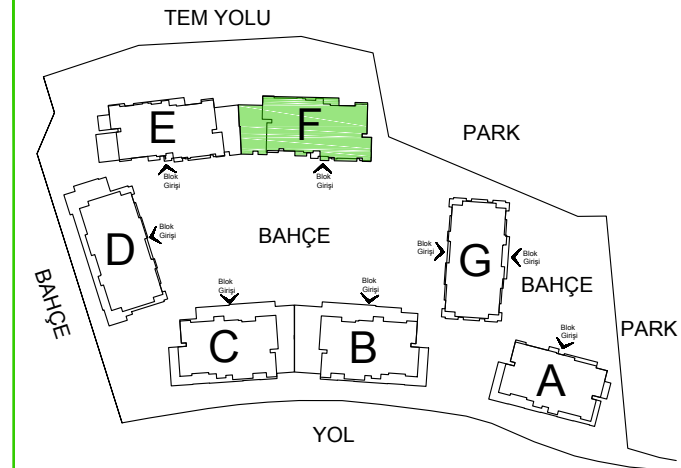 TEM YOLU
PARK
E
F
Blok
Girişi
Blok
Girişi
D
Blok
Girişi
BAHÇE
Blok
Girişi
G
Blok
Girişi
BAHÇE
BAHÇE
Blok
Girişi
Blok
Girişi
C
B
Blok
Girişi
A
PARK
YOL